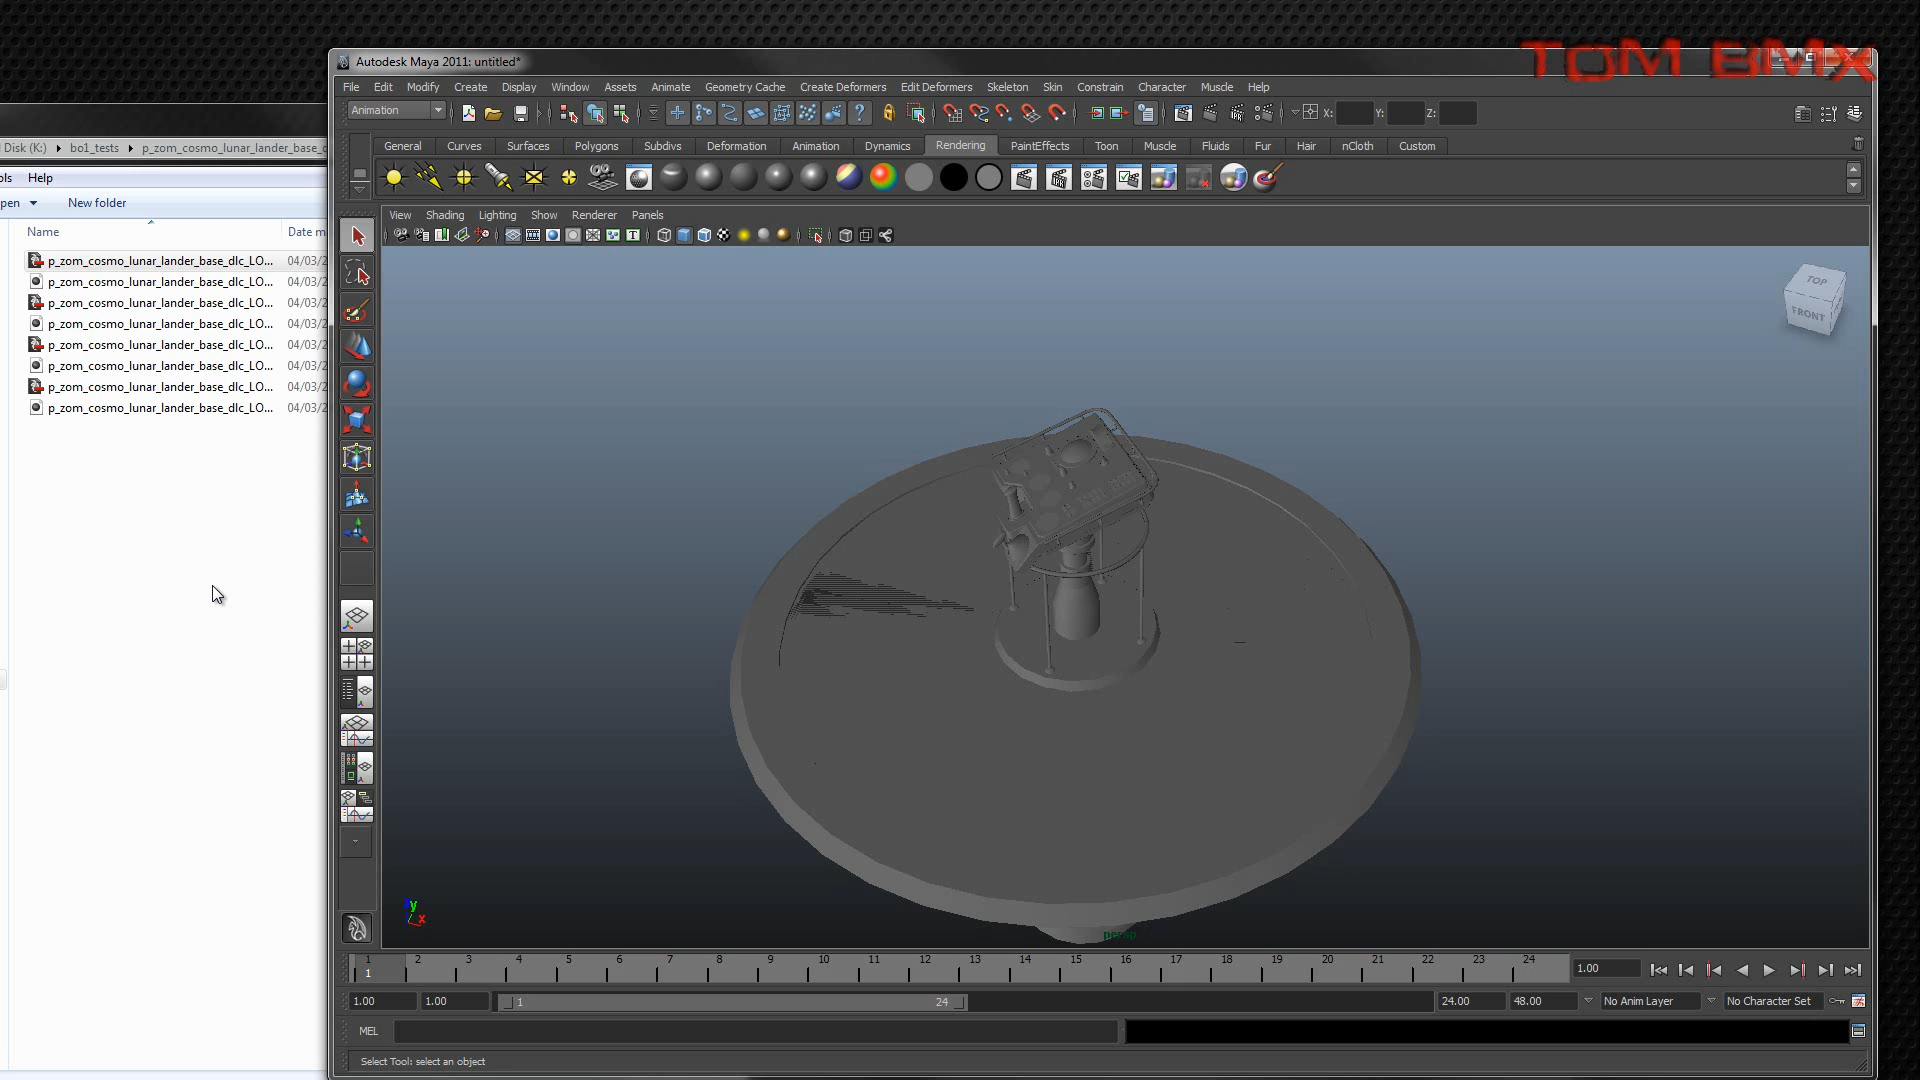 TOM BMX
Autodesk Maya 2011: untitled*
File Edit Modify Create Display Window Assets Animate Geometry Cache Create Deformers Edit Deformers Skeleton Skin Constrain Character Muscle Help
Animation X: Y: Z:
General Curves Surfaces Polygons Subdivs Deformation Animation Dynamics Rendering PaintEffects Toon Muscle Fluids Fur Hair nCloth Custom
View Shading Lighting Show Renderer Panels
Disk (K:) bo1_tests p_zom_cosmo_lunar_lander_base_
ols Help
pen New folder
Name Date m
p_zom_cosmo_lunar_lander_base_dlc_LO... 04/03/2
p_zom_cosmo_lunar_lander_base_dlc_LO... 04/03/2
p_zom_cosmo_lunar_lander_base_dlc_LO... 04/03/2
p_zom_cosmo_lunar_lander_base_dlc_LO... 04/03/2
p_zom_cosmo_lunar_lander_base_dlc_LO... 04/03/2
p_zom_cosmo_lunar_lander_base_dlc_LO... 04/03/2
p_zom_cosmo_lunar_lander_base_dlc_LO... 04/03/2
p_zom_cosmo_lunar_lander_base_dlc_LO... 04/03/2
TOP
FRONT
y
x
persp
1 2 3 4 5 6 7 8 9 10 11 12 13 14 15 16 17 18 19 20 21 22 23 24 1.00
1
1.00 1.00 1 24 24.00 48.00 No Anim Layer No Character Set
MEL
Select Tool: select an object